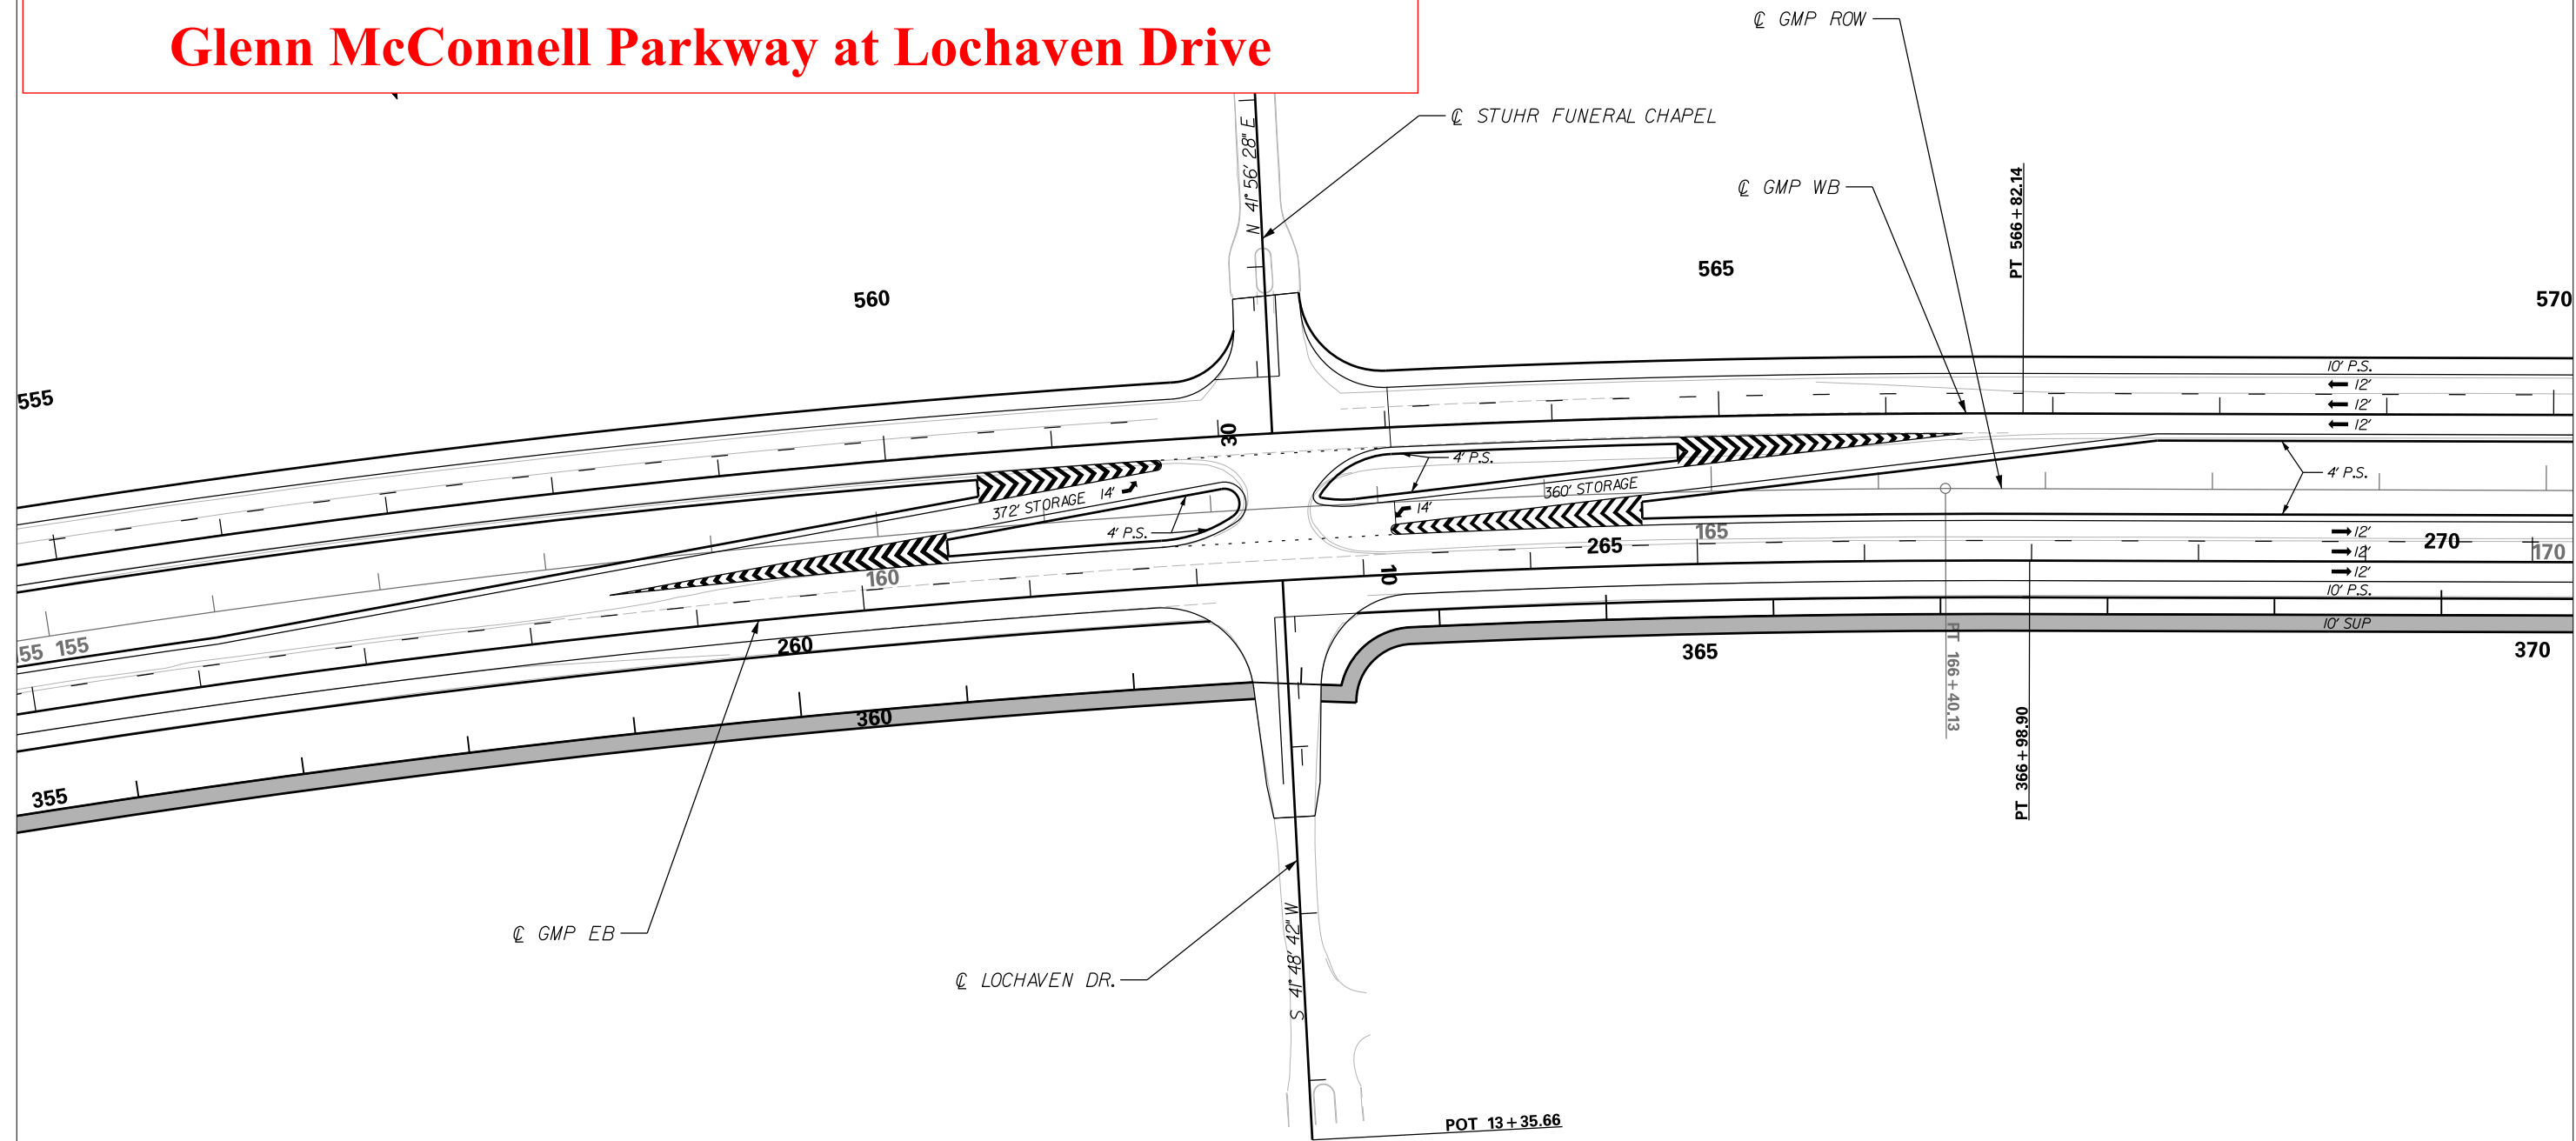 Glenn McConnell Parkway at Lochaven Drive
℄ GMP ROW
℄ STUHR FUNERAL CHAPEL
N 41° 56' 28" E
℄ GMP WB
PT 566+82.14
565
560
570
555
10' P.S.
12'
12'
12'
30
4' P.S.
14'
372' STORAGE
360' STORAGE
14'
4' P.S.
4' P.S.
165
265
12'
12'
12'
270
170
160
10
10' P.S.
10' SUP
55
155
260
365
370
PT 166+40.13
360
355
PT 366+98.90
℄ GMP EB
℄ LOCHAVEN DR.
S 41° 48' 42" W
POT 13+35.66